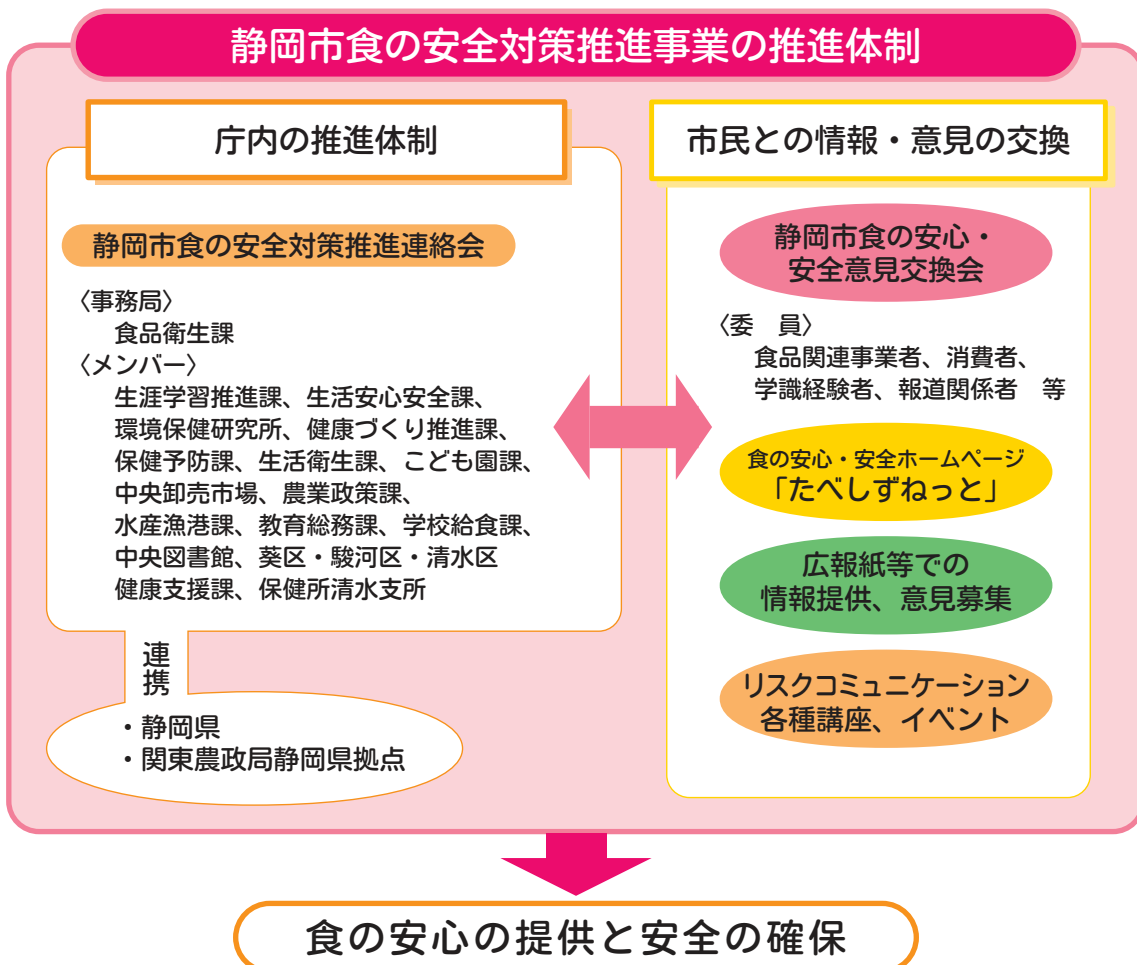 静岡市食の安全対策推進事業の推進体制
庁内の推進体制
静岡市食の安全対策推進連絡会
〈事務局〉
食品衛生課
〈メンバー〉
生涯学習推進課、生活安心安全課、
環境保健研究所、健康づくり推進課、
保健予防課、生活衛生課、こども園課、
中央卸売市場、農業政策課、
水産漁港課、教育総務課、学校給食課、
中央図書館、葵区・駿河区・清水区
健康支援課、保健所清水支所
連携
・静岡県
・関東農政局静岡県拠点
市民との情報・意見の交換
静岡市食の安心・
安全意見交換会
〈委　員〉
食品関連事業者、消費者、
学識経験者、報道関係者　等
食の安心・安全ホームページ
「たべしずねっと」
広報紙等での
情報提供、意見募集
リスクコミュニケーション
各種講座、イベント
食の安心の提供と安全の確保